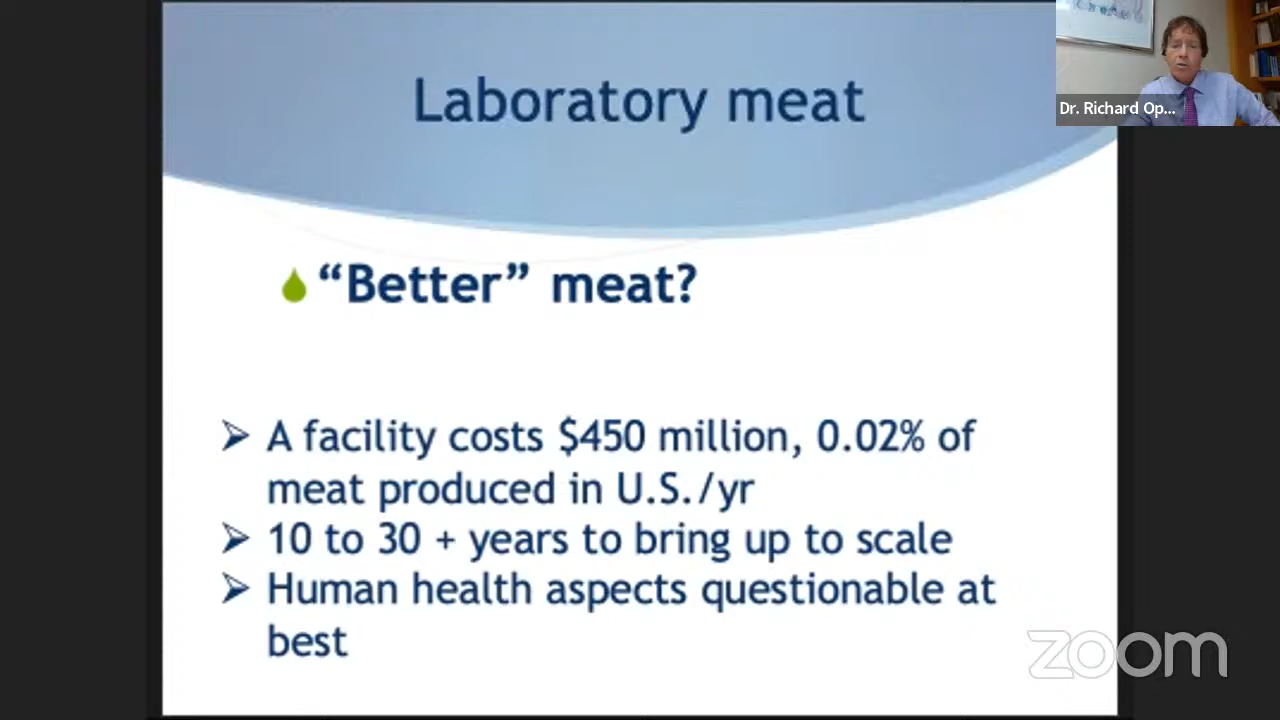 Laboratory meat
Dr. Richard Op...
“Better” meat?
➢ A facility costs $450 million, 0.02% of
meat produced in U.S./yr
➢ 10 to 30 + years to bring up to scale
➢ Human health aspects questionable at
best
zoom